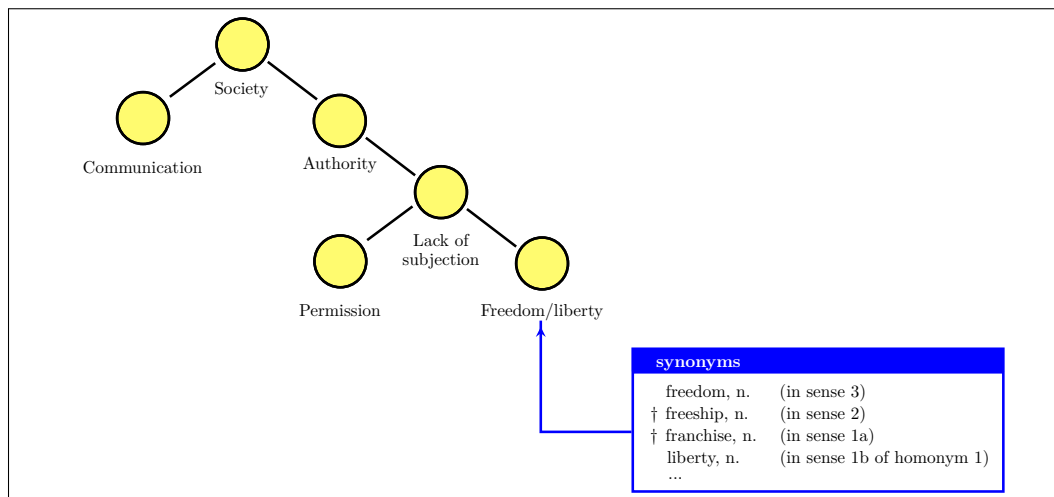 Society
Communication
Authority
Lack of
subjection
Permission
Freedom/liberty
synonyms
freedom, n. (in sense 3)
† freeship, n. (in sense 2)
† franchise, n. (in sense 1a)
liberty, n. (in sense 1b of homonym 1)
...